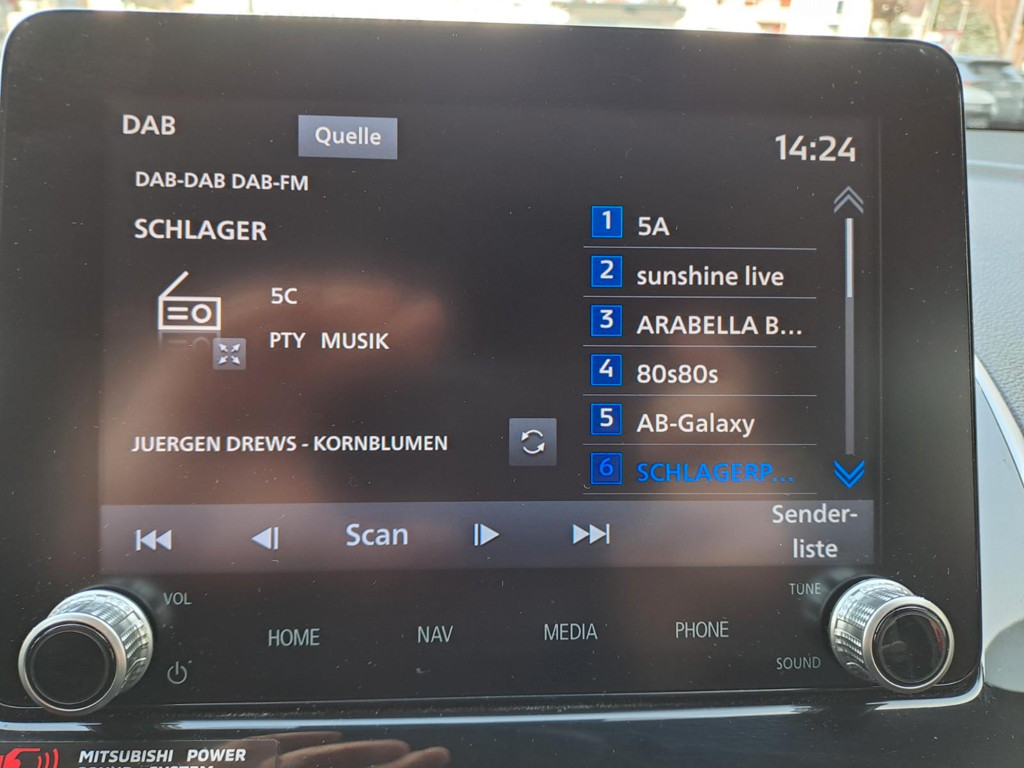 DAB
Quelle
14:24
DAB-DAB DAB-FM
SCHLAGER
5C
PTY MUSIK
JUERGEN DREWS - KORNBLUMEN
1 5A
2 sunshine live
3 ARABELLA B...
4 80s80s
5 AB-Galaxy
6 SCHLAGERP...
Scan
Sender-
liste
VOL
HOME
NAV
MEDIA
PHONE
TUNE
SOUND
MITSUBISHI POWER
SOUND SYSTEM